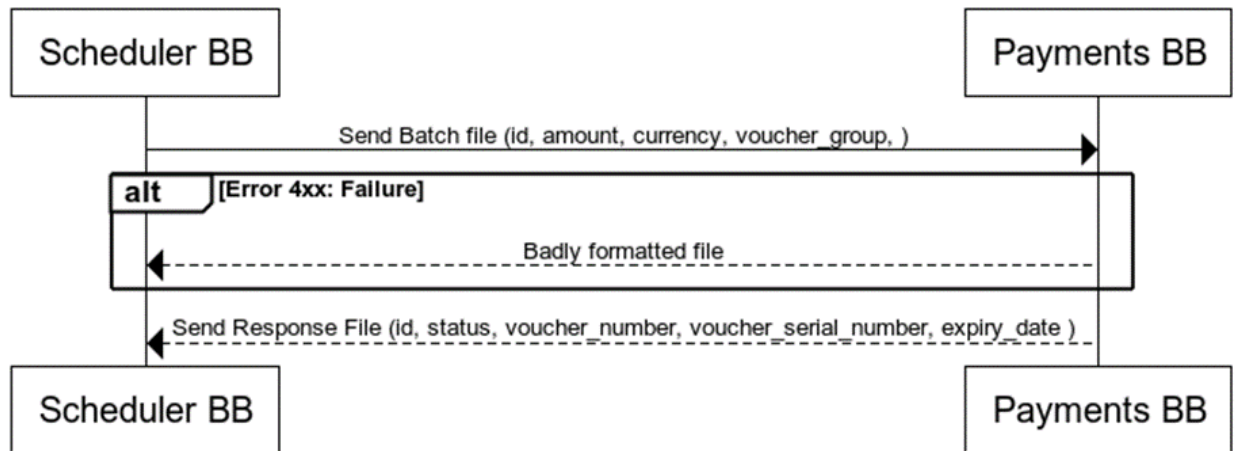 Scheduler BB
Payments BB
Send Batch file (id, amount, currency, voucher_group, )
alt
[Error 4xx: Failure]
Badly formatted file
Send Response File (id, status, voucher_number, voucher_serial_number, expiry_date )
Scheduler BB
Payments BB